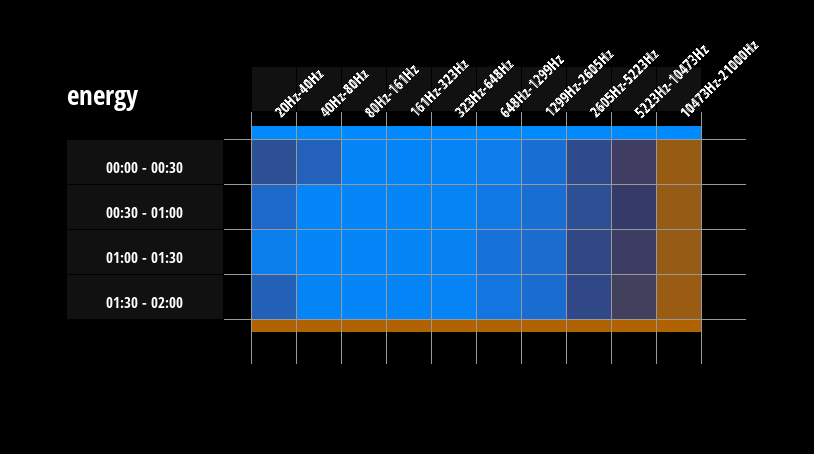 energy
20Hz-40Hz
40Hz-80Hz
80Hz-161Hz
161Hz-323Hz
323Hz-648Hz
648Hz-1299Hz
1299Hz-2605Hz
2605Hz-5223Hz
5223Hz-10473Hz
10473Hz-21000Hz
00:00 - 00:30
00:30 - 01:00
01:00 - 01:30
01:30 - 02:00